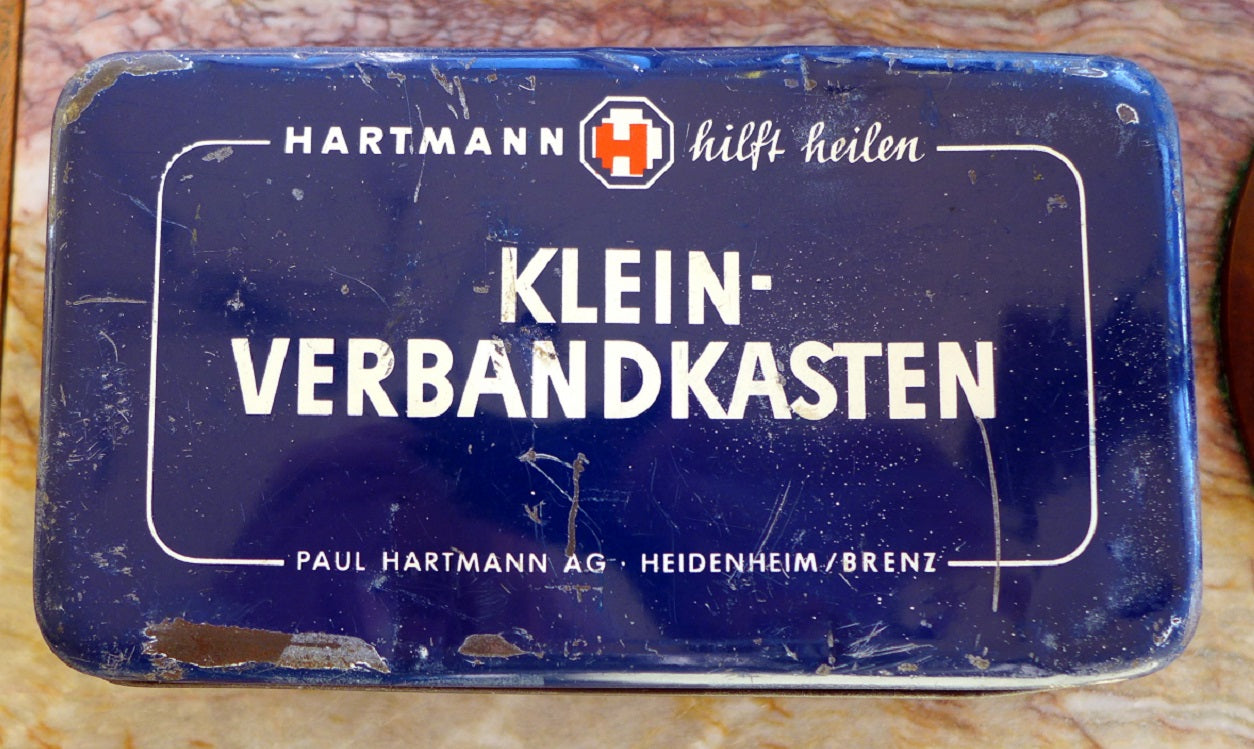 HARTMANN H hilft heilen
KLEIN-
VERBANDKASTEN
PAUL HARTMANN AG · HEIDENHEIM/BRENZ